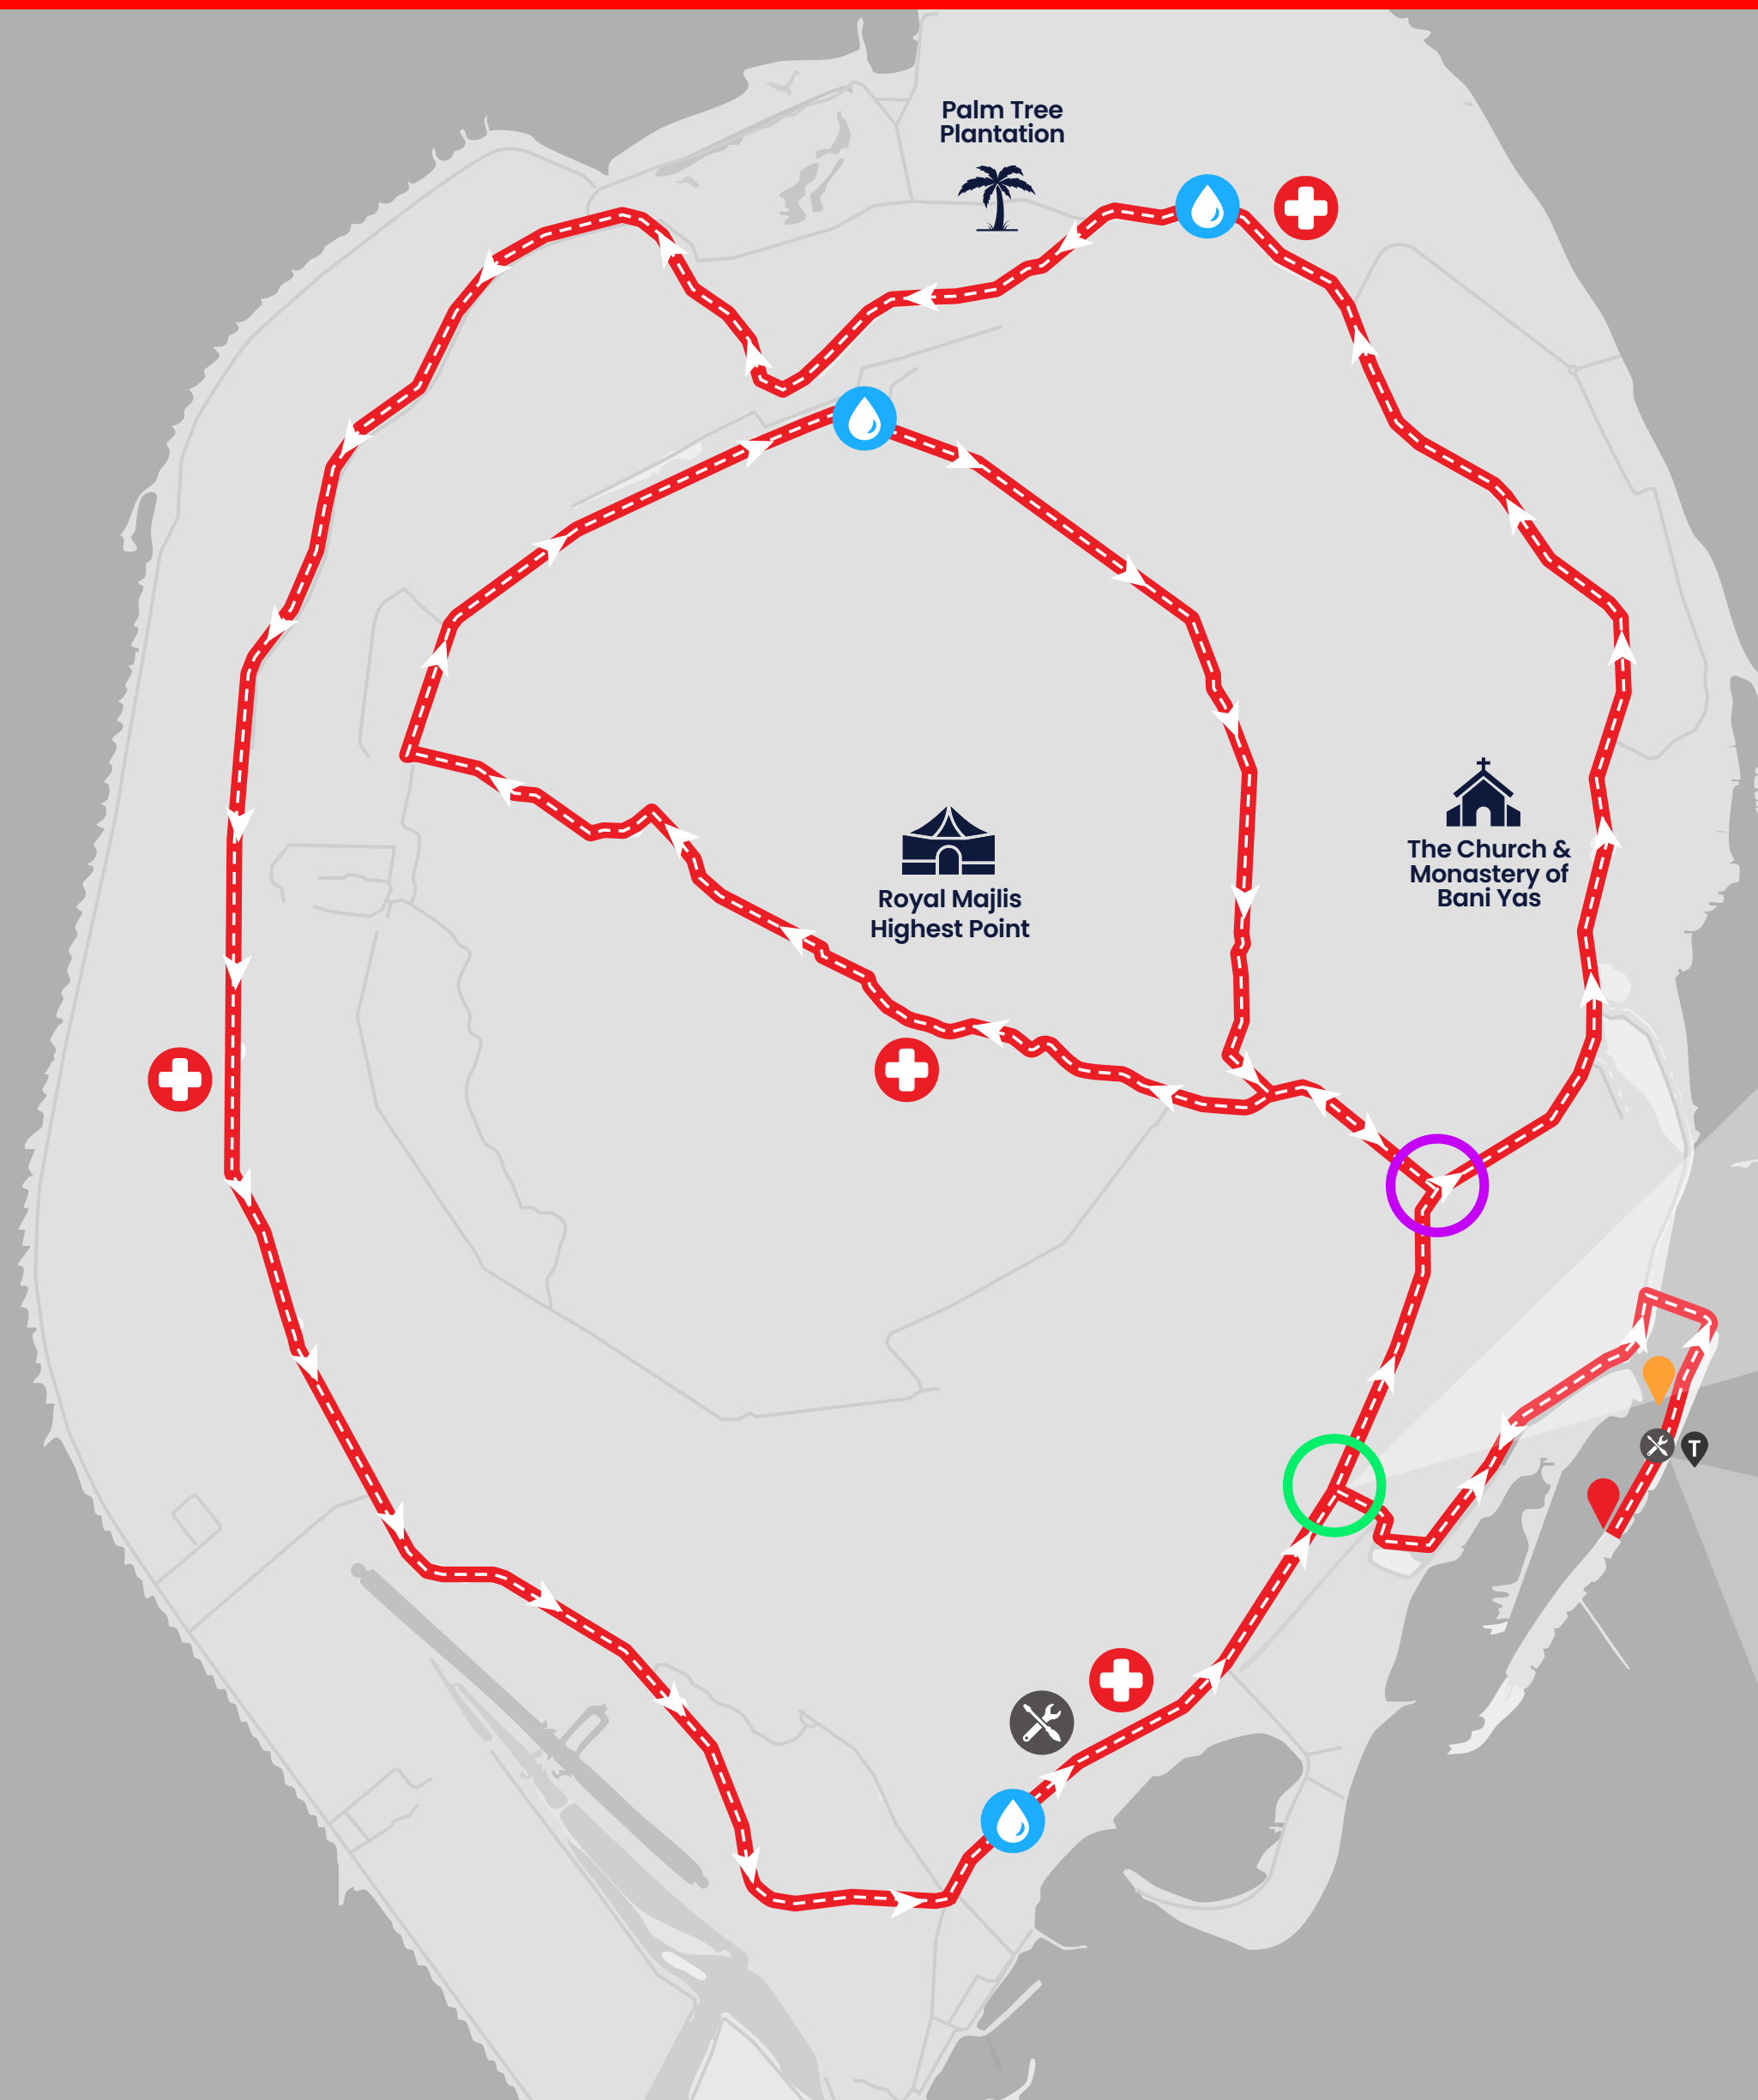 Palm Tree
Plantation
The Church &
Monastery of
Bani Yas
Royal Majlis
Highest Point
T